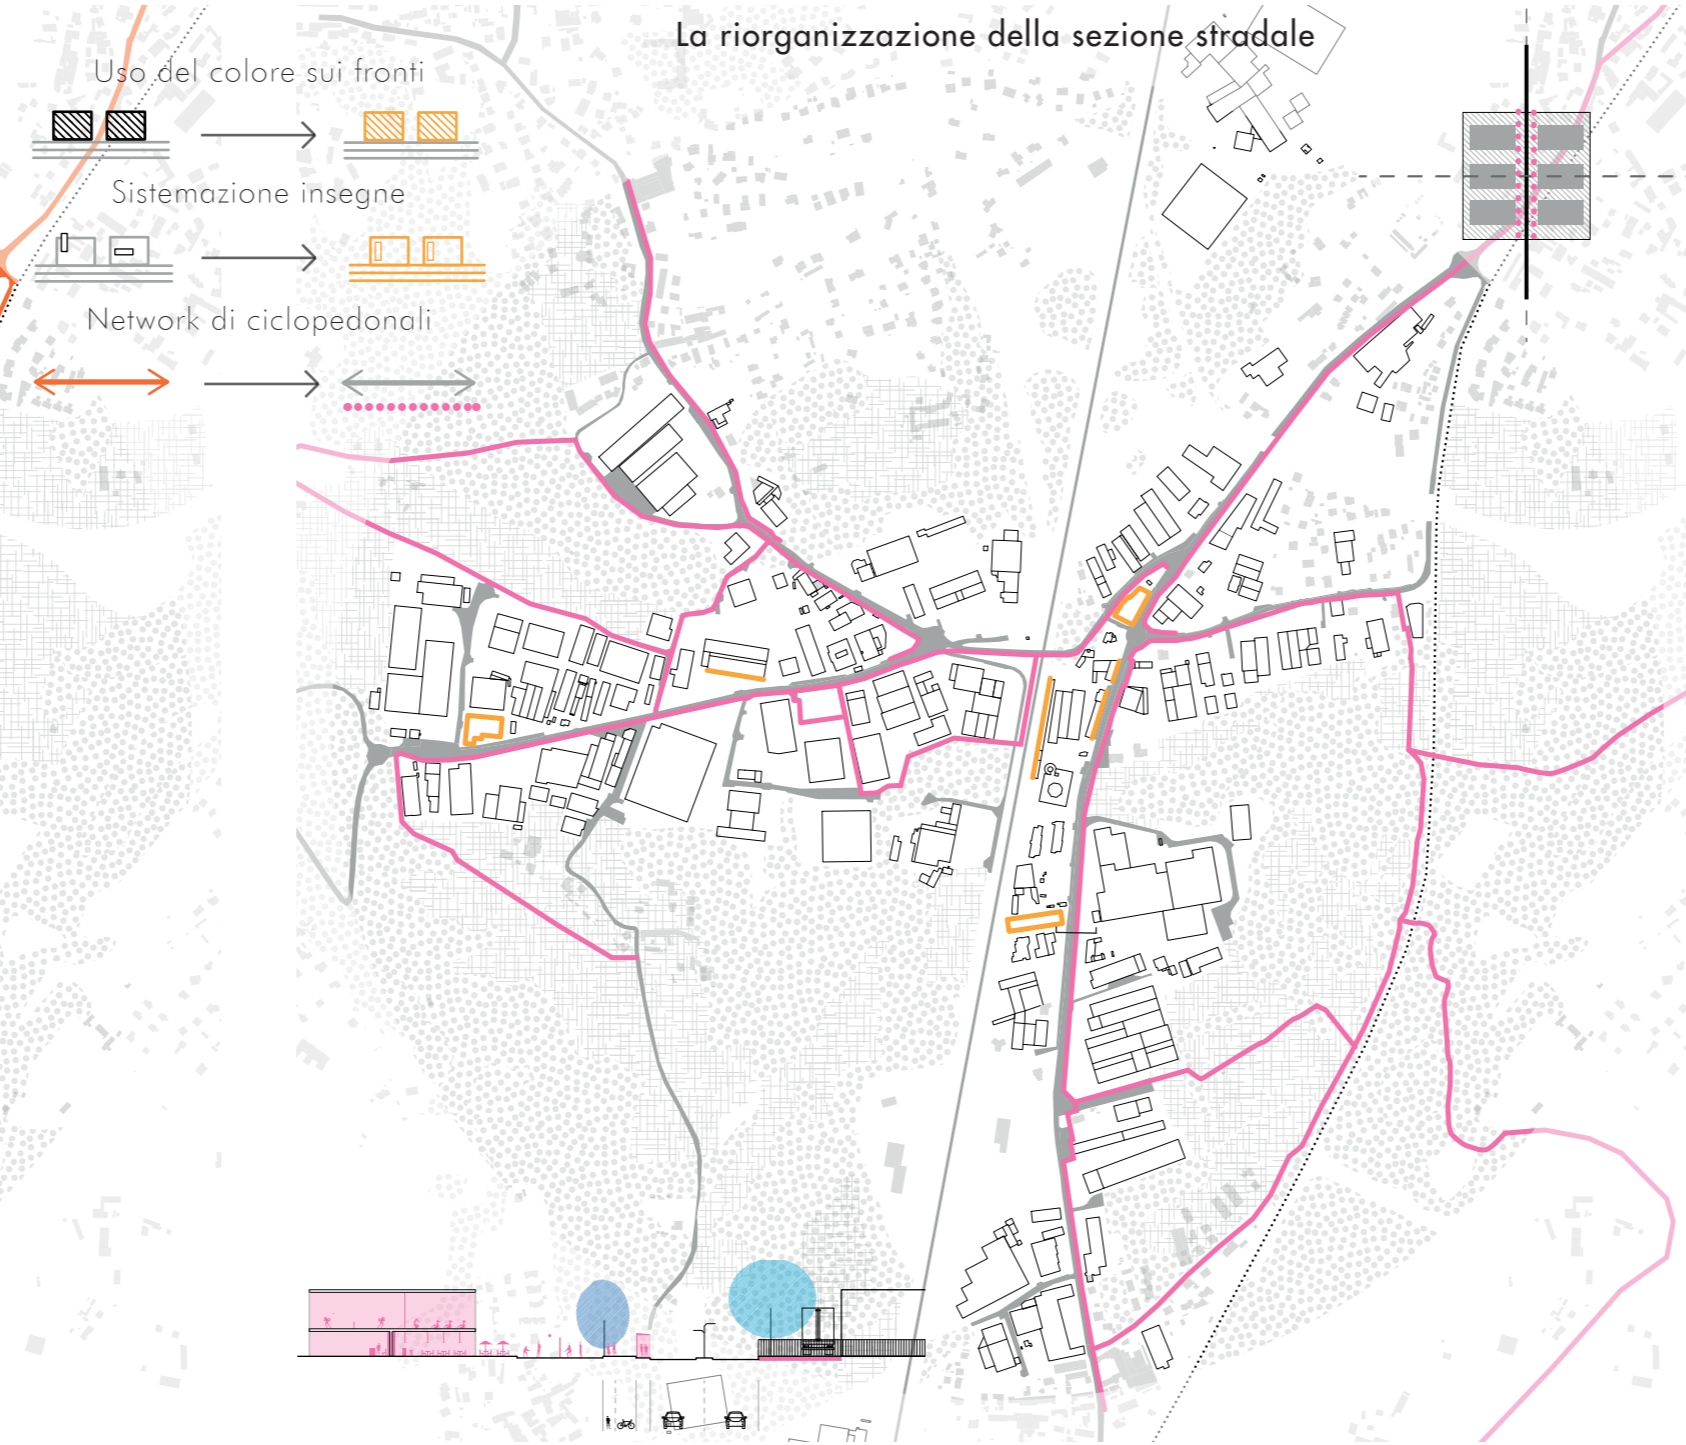 La riorganizzazione della sezione stradale
Uso del colore sui fronti
Sistemazione insegne
Network di ciclopedonali